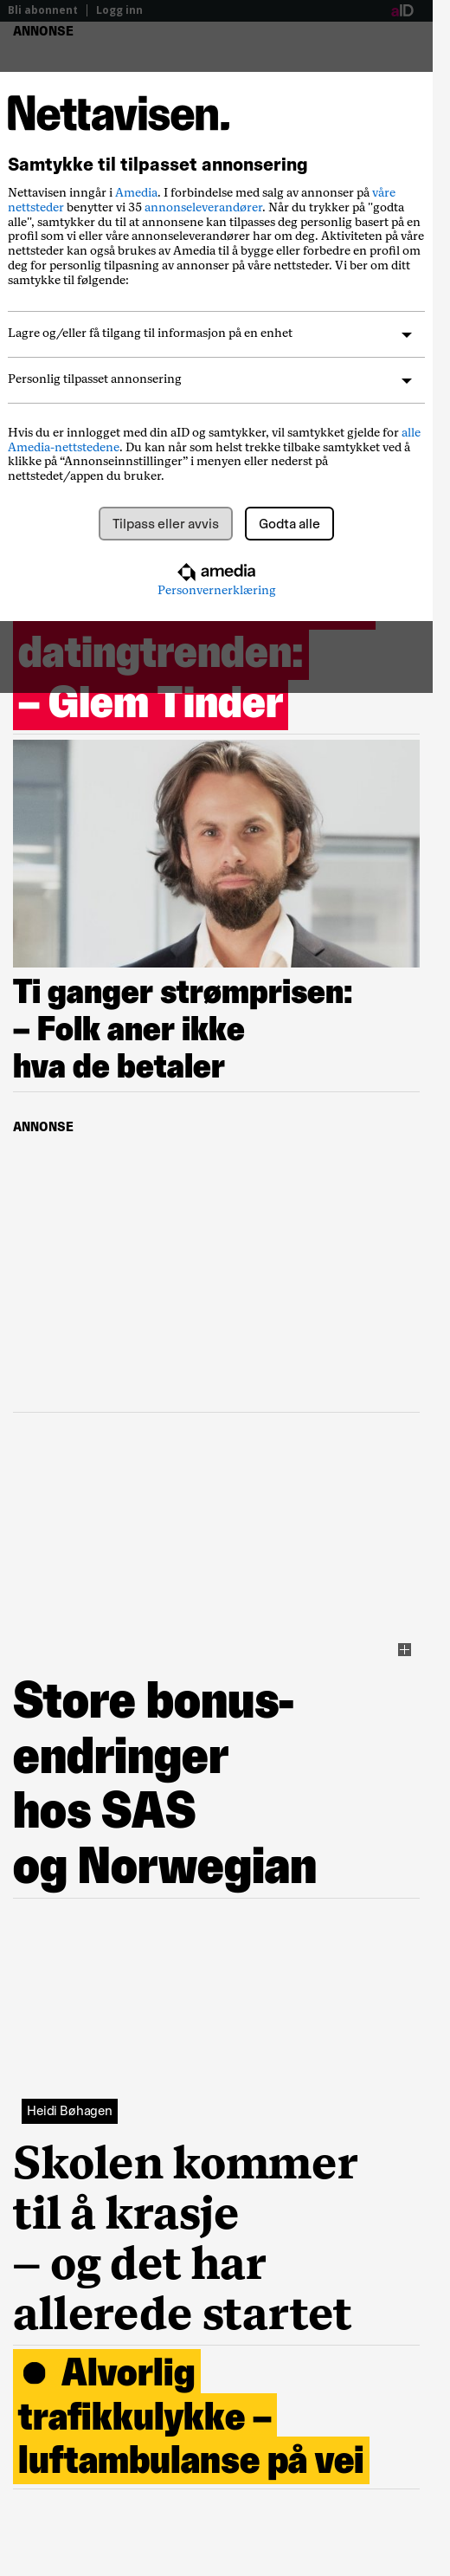 Bli abonnent | Logg inn
aID
ANNONSE
Nettavisen.
Samtykke til tilpasset annonsering
Nettavisen inngår i Amedia. I forbindelse med salg av annonser på våre
nettsteder benytter vi 35 annonseleverandører. Når du trykker på "godta
alle", samtykker du til at annonsene kan tilpasses deg personlig basert på en
profil som vi eller våre annonseleverandører har om deg. Aktiviteten på våre
nettsteder kan også brukes av Amedia til å bygge eller forbedre en profil om
deg for personlig tilpasning av annonser på våre nettsteder. Vi ber om ditt
samtykke til følgende:
Lagre og/eller få tilgang til informasjon på en enhet
Personlig tilpasset annonsering
Hvis du er innlogget med din aID og samtykker, vil samtykket gjelde for alle
Amedia-nettstedene. Du kan når som helst trekke tilbake samtykket ved å
klikke på “Annonseinnstillinger” i menyen eller nederst på
nettstedet/appen du bruker.
Tilpass eller avvis
Godta alle
amedia
Personvernerklæring
datingtrenden:
– Glem Tinder
Ti ganger strømprisen:
– Folk aner ikke
hva de betaler
ANNONSE
Store bonus-
endringer
hos SAS
og Norwegian
Heidi Bøhagen
Skolen kommer
til å krasje
– og det har
allerede startet
● Alvorlig
trafikkulykke –
luftambulanse på vei